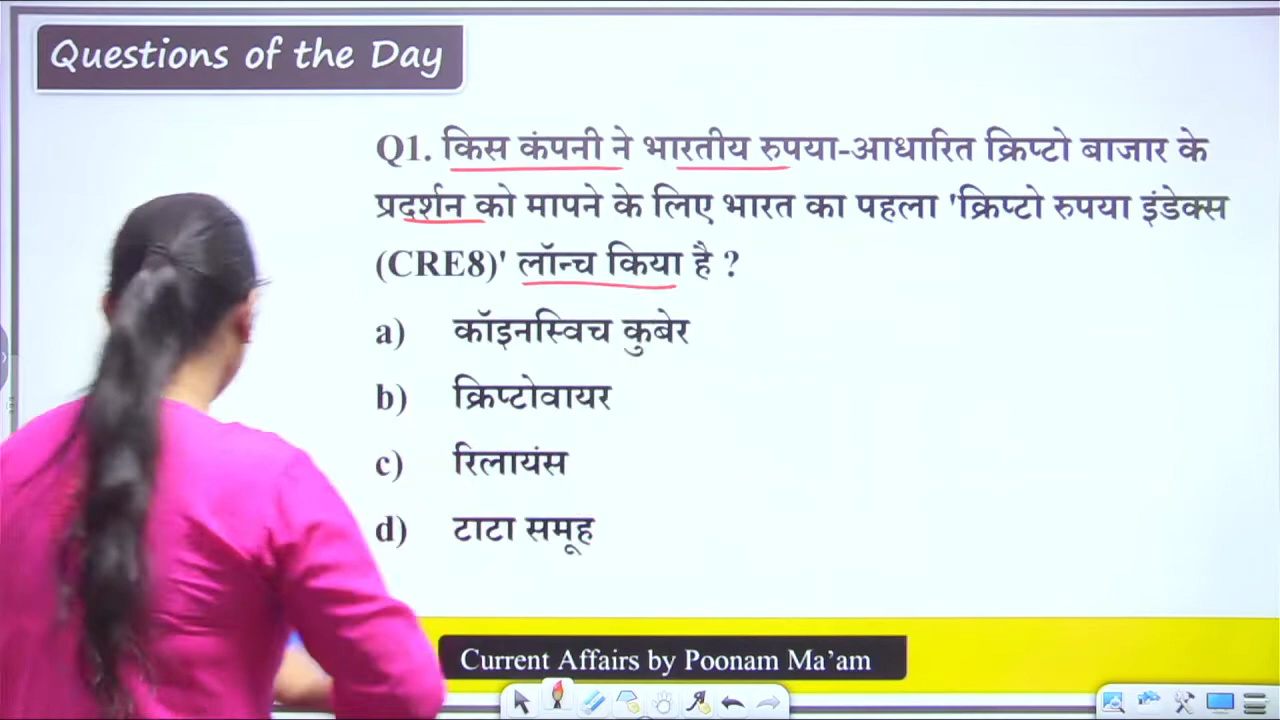 Questions of the Day
Q1. किस कंपनी ने भारतीय रुपया-आधारित क्रिप्टो बाजार के
प्रदर्शन को मापने के लिए भारत का पहला 'क्रिप्टो रुपया इंडेक्स
(CRE8)' लॉन्च किया है ?
a) कॉइनस्विच कुबेर
b) क्रिप्टोवायर
c) रिलायंस
d) टाटा समूह
Current Affairs by Poonam Ma'am